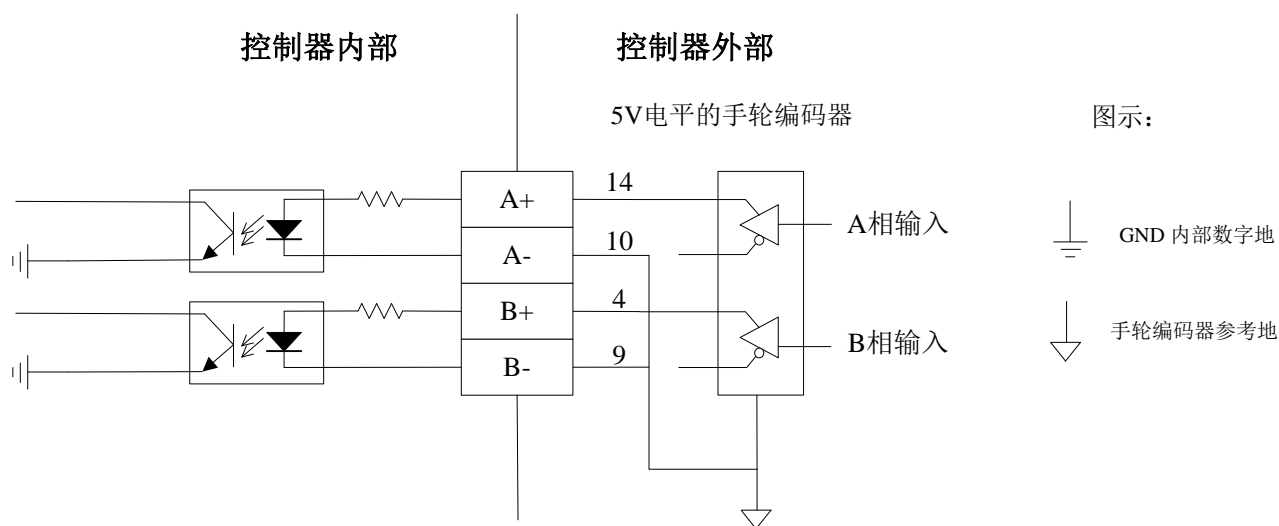 控制器内部
控制器外部
5V电平的手轮编码器
图示：
A+
14
A相输入
A-
10
GND 内部数字地
B+
4
手轮编码器参考地
B-
9
B相输入